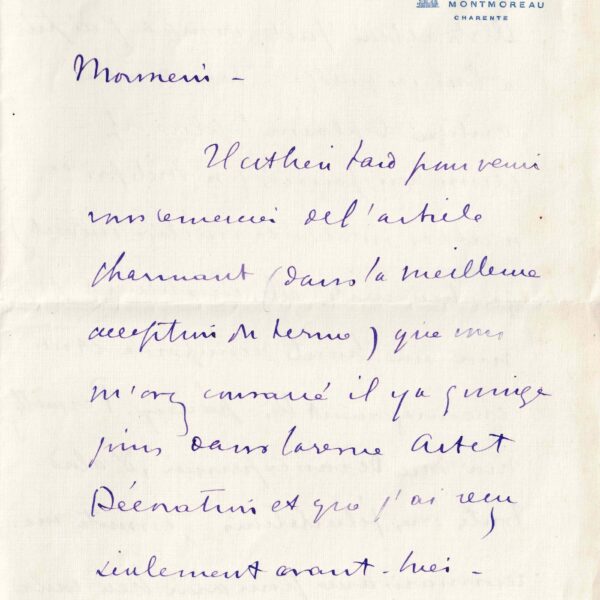 MONTMOREAU
CHARENTE
Monsieur –
Il est bien tard pour venir
vous remercier de l'article
charmant (dans la meilleure
acception du terme) que vous
m'avez consacré il y a quinze
jours dans la revue Art et
Décoration et que j'ai reçu
seulement avant-hier –